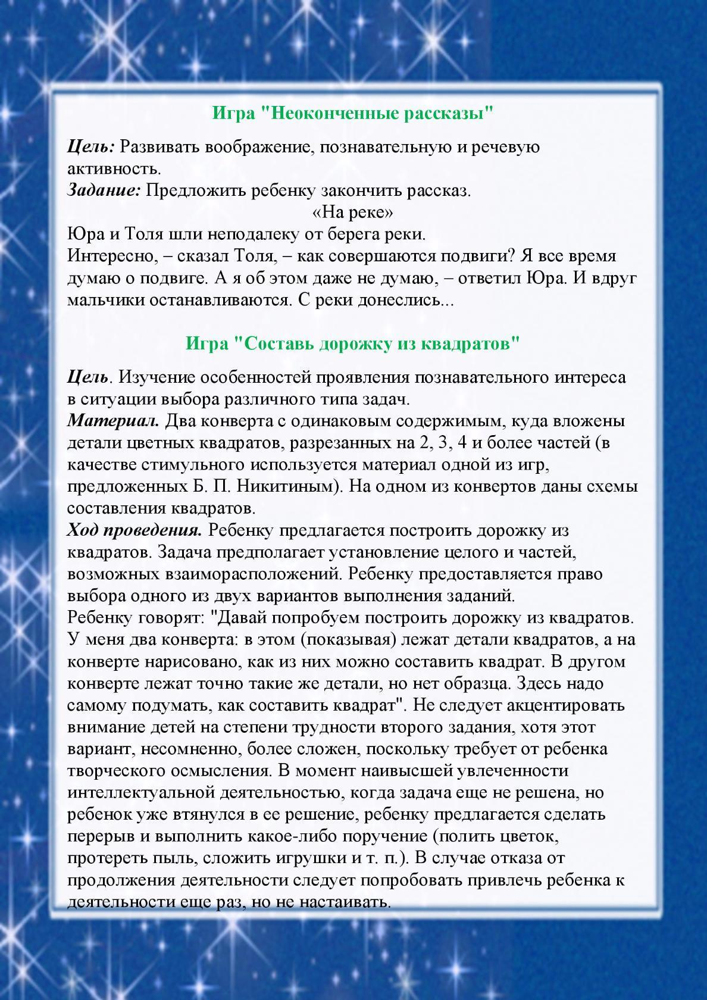 Игра "Неоконченные рассказы"
Цель: Развивать воображение, познавательную и речевую
активность.
Задание: Предложить ребенку закончить рассказ.
«На реке»
Юра и Толя шли неподалеку от берега реки.
Интересно, – сказал Толя, – как совершаются подвиги? Я все время
думаю о подвиге. А я об этом даже не думаю, – ответил Юра. И вдруг
мальчики останавливаются. С реки донеслись...
Игра "Составь дорожку из квадратов"
Цель. Изучение особенностей проявления познавательного интереса
в ситуации выбора различного типа задач.
Материал. Два конверта с одинаковым содержимым, куда вложены
детали цветных квадратов, разрезанных на 2, 3, 4 и более частей (в
качестве стимульного используется материал одной из игр,
предложенных Б. П. Никитиным). На одном из конвертов даны схемы
составления квадратов.
Ход проведения. Ребенку предлагается построить дорожку из
квадратов. Задача предполагает установление целого и частей,
возможных взаиморасположений. Ребенку предоставляется право
выбора одного из двух вариантов выполнения заданий.
Ребенку говорят: "Давай попробуем построить дорожку из квадратов.
У меня два конверта: в этом (показывая) лежат детали квадратов, а на
конверте нарисовано, как из них можно составить квадрат. В другом
конверте лежат точно такие же детали, но нет образца. Здесь надо
самому подумать, как составить квадрат". Не следует акцентировать
внимание детей на степени трудности второго задания, хотя этот
вариант, несомненно, более сложен, поскольку требует от ребенка
творческого осмысления. В момент наивысшей увлеченности
интеллектуальной деятельностью, когда задача еще не решена, но
ребенок уже втянулся в ее решение, ребенку предлагается сделать
перерыв и выполнить какое-либо поручение (полить цветок,
протереть пыль, сложить игрушки и т. п.). В случае отказа от
продолжения деятельности следует попробовать привлечь ребенка к
деятельности еще раз, но не настаивать.